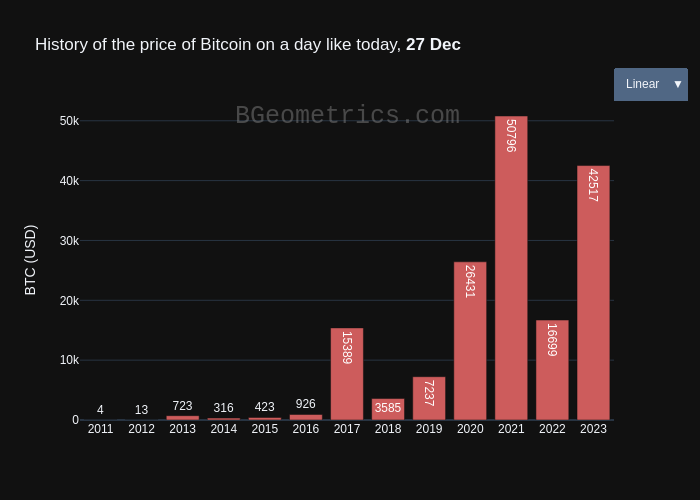 History of the price of Bitcoin on a day like today, 27 Dec
Linear ▼
BGeometrics.com
BTC (USD)
50k
40k
30k
20k
10k
0
4
13
723
316
423
926
15389
3585
7237
26431
50796
16699
42517
2011 2012 2013 2014 2015 2016 2017 2018 2019 2020 2021 2022 2023